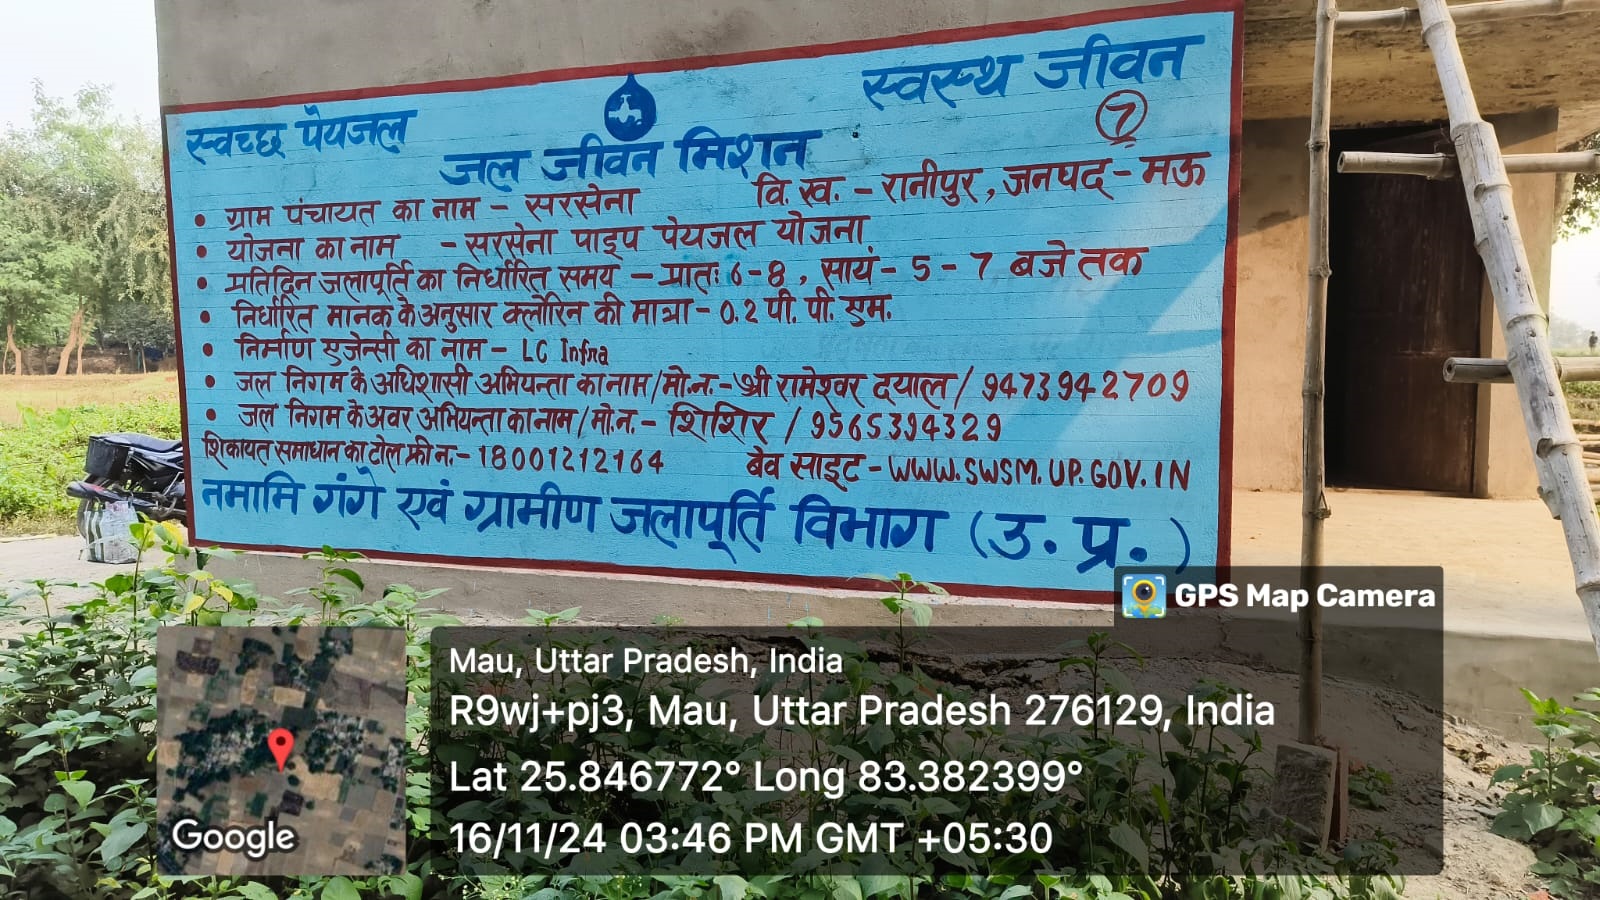 स्वच्छ पेयजल
स्वस्थ जीवन
7
जल जीवन मिशन
• ग्राम पंचायत का नाम - सरसेना वि. ख. - रानीपुर, जनपद - मऊ
• योजना का नाम - सरसेना पाइप पेयजल योजना
• प्रतिदिन जलापूर्ति का निर्धारित समय - प्रातः 6-8, सायं - 5-7 बजे तक
• निर्धारित मानक के अनुसार क्लोरिन की मात्रा - 0.2 पी. पी. एम.
• निर्माण एजेन्सी का नाम - LC Infra
• जल निगम के अधिशासी अभियन्ता का नाम/मो.न. - श्री रामेश्वर दयाल / 9473942709
• जल निगम के अवर अभियन्ता का नाम/मो.न. - शिशिर / 9565394329
शिकायत समाधान का टोल फ्री न. - 18001212164 बेव साइट - WWW.SWSM.UP.GOV.IN
नमामि गंगे एवं ग्रामीण जलापूर्ति विभाग (उ.प्र.)
GPS Map Camera
Mau, Uttar Pradesh, India
R9wj+pj3, Mau, Uttar Pradesh 276129, India
Lat 25.846772° Long 83.382399°
16/11/24 03:46 PM GMT +05:30
Google